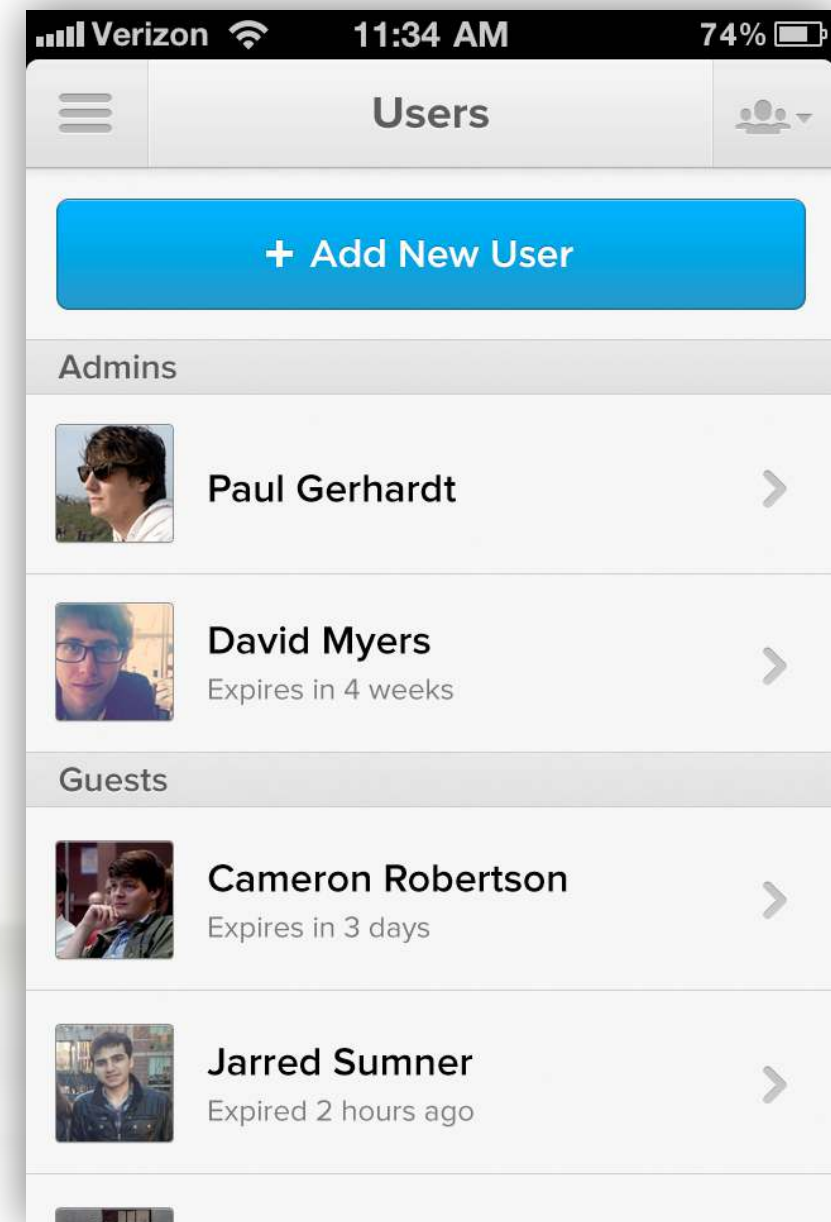 Verizon 11:34 AM 74%
Users
+ Add New User
Admins
Paul Gerhardt
David Myers
Expires in 4 weeks
Guests
Cameron Robertson
Expires in 3 days
Jarred Sumner
Expired 2 hours ago